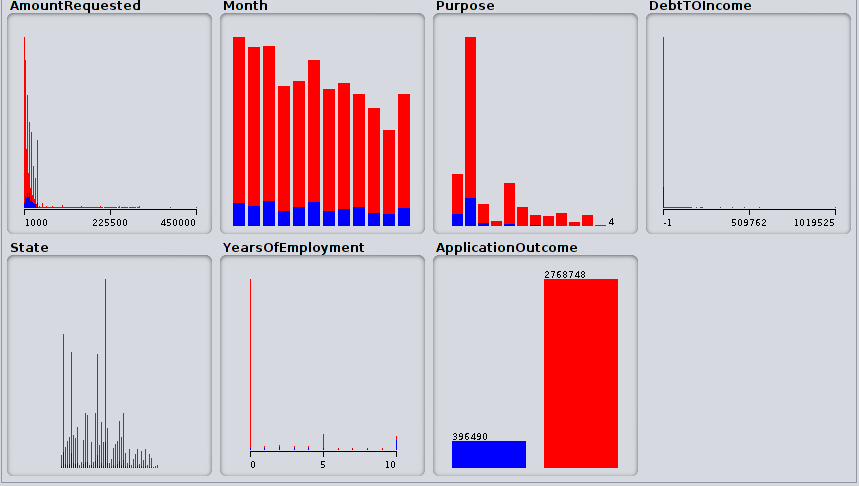 AmountRequested
Month
Purpose
DebtTOIncome
4
1000 225500 450000
-1 509762 1019525
State
YearsOfEmployment
ApplicationOutcome
2768748
396490
0 5 10